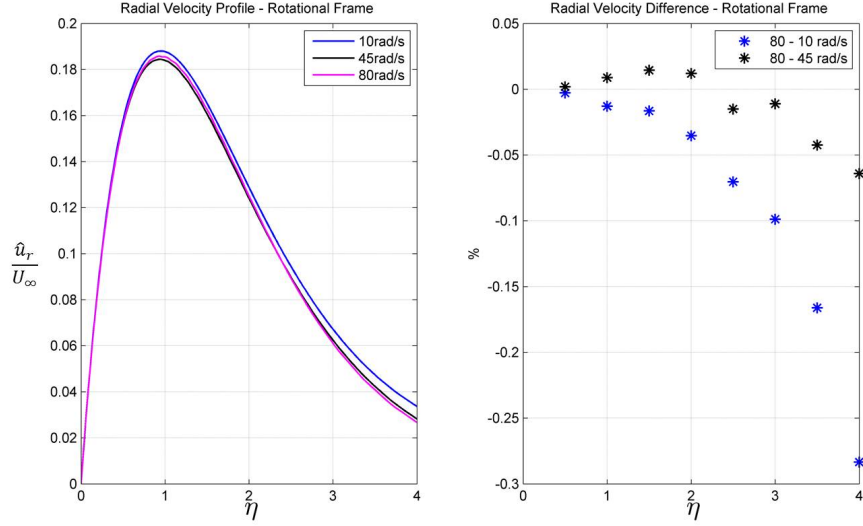 Radial Velocity Profile - Rotational Frame
0.2
0.18
0.16
0.14
0.12
0.1
0.08
0.06
0.04
0.02
0
û_r
U_∞
10rad/s
45rad/s
80rad/s
0 1 2 3 4
η
Radial Velocity Difference - Rotational Frame
0.05
0
-0.05
-0.1
-0.15
-0.2
-0.25
-0.3
%
80 - 10 rad/s
80 - 45 rad/s
0 0.5 1 1.5 2 2.5 3 3.5 4
η